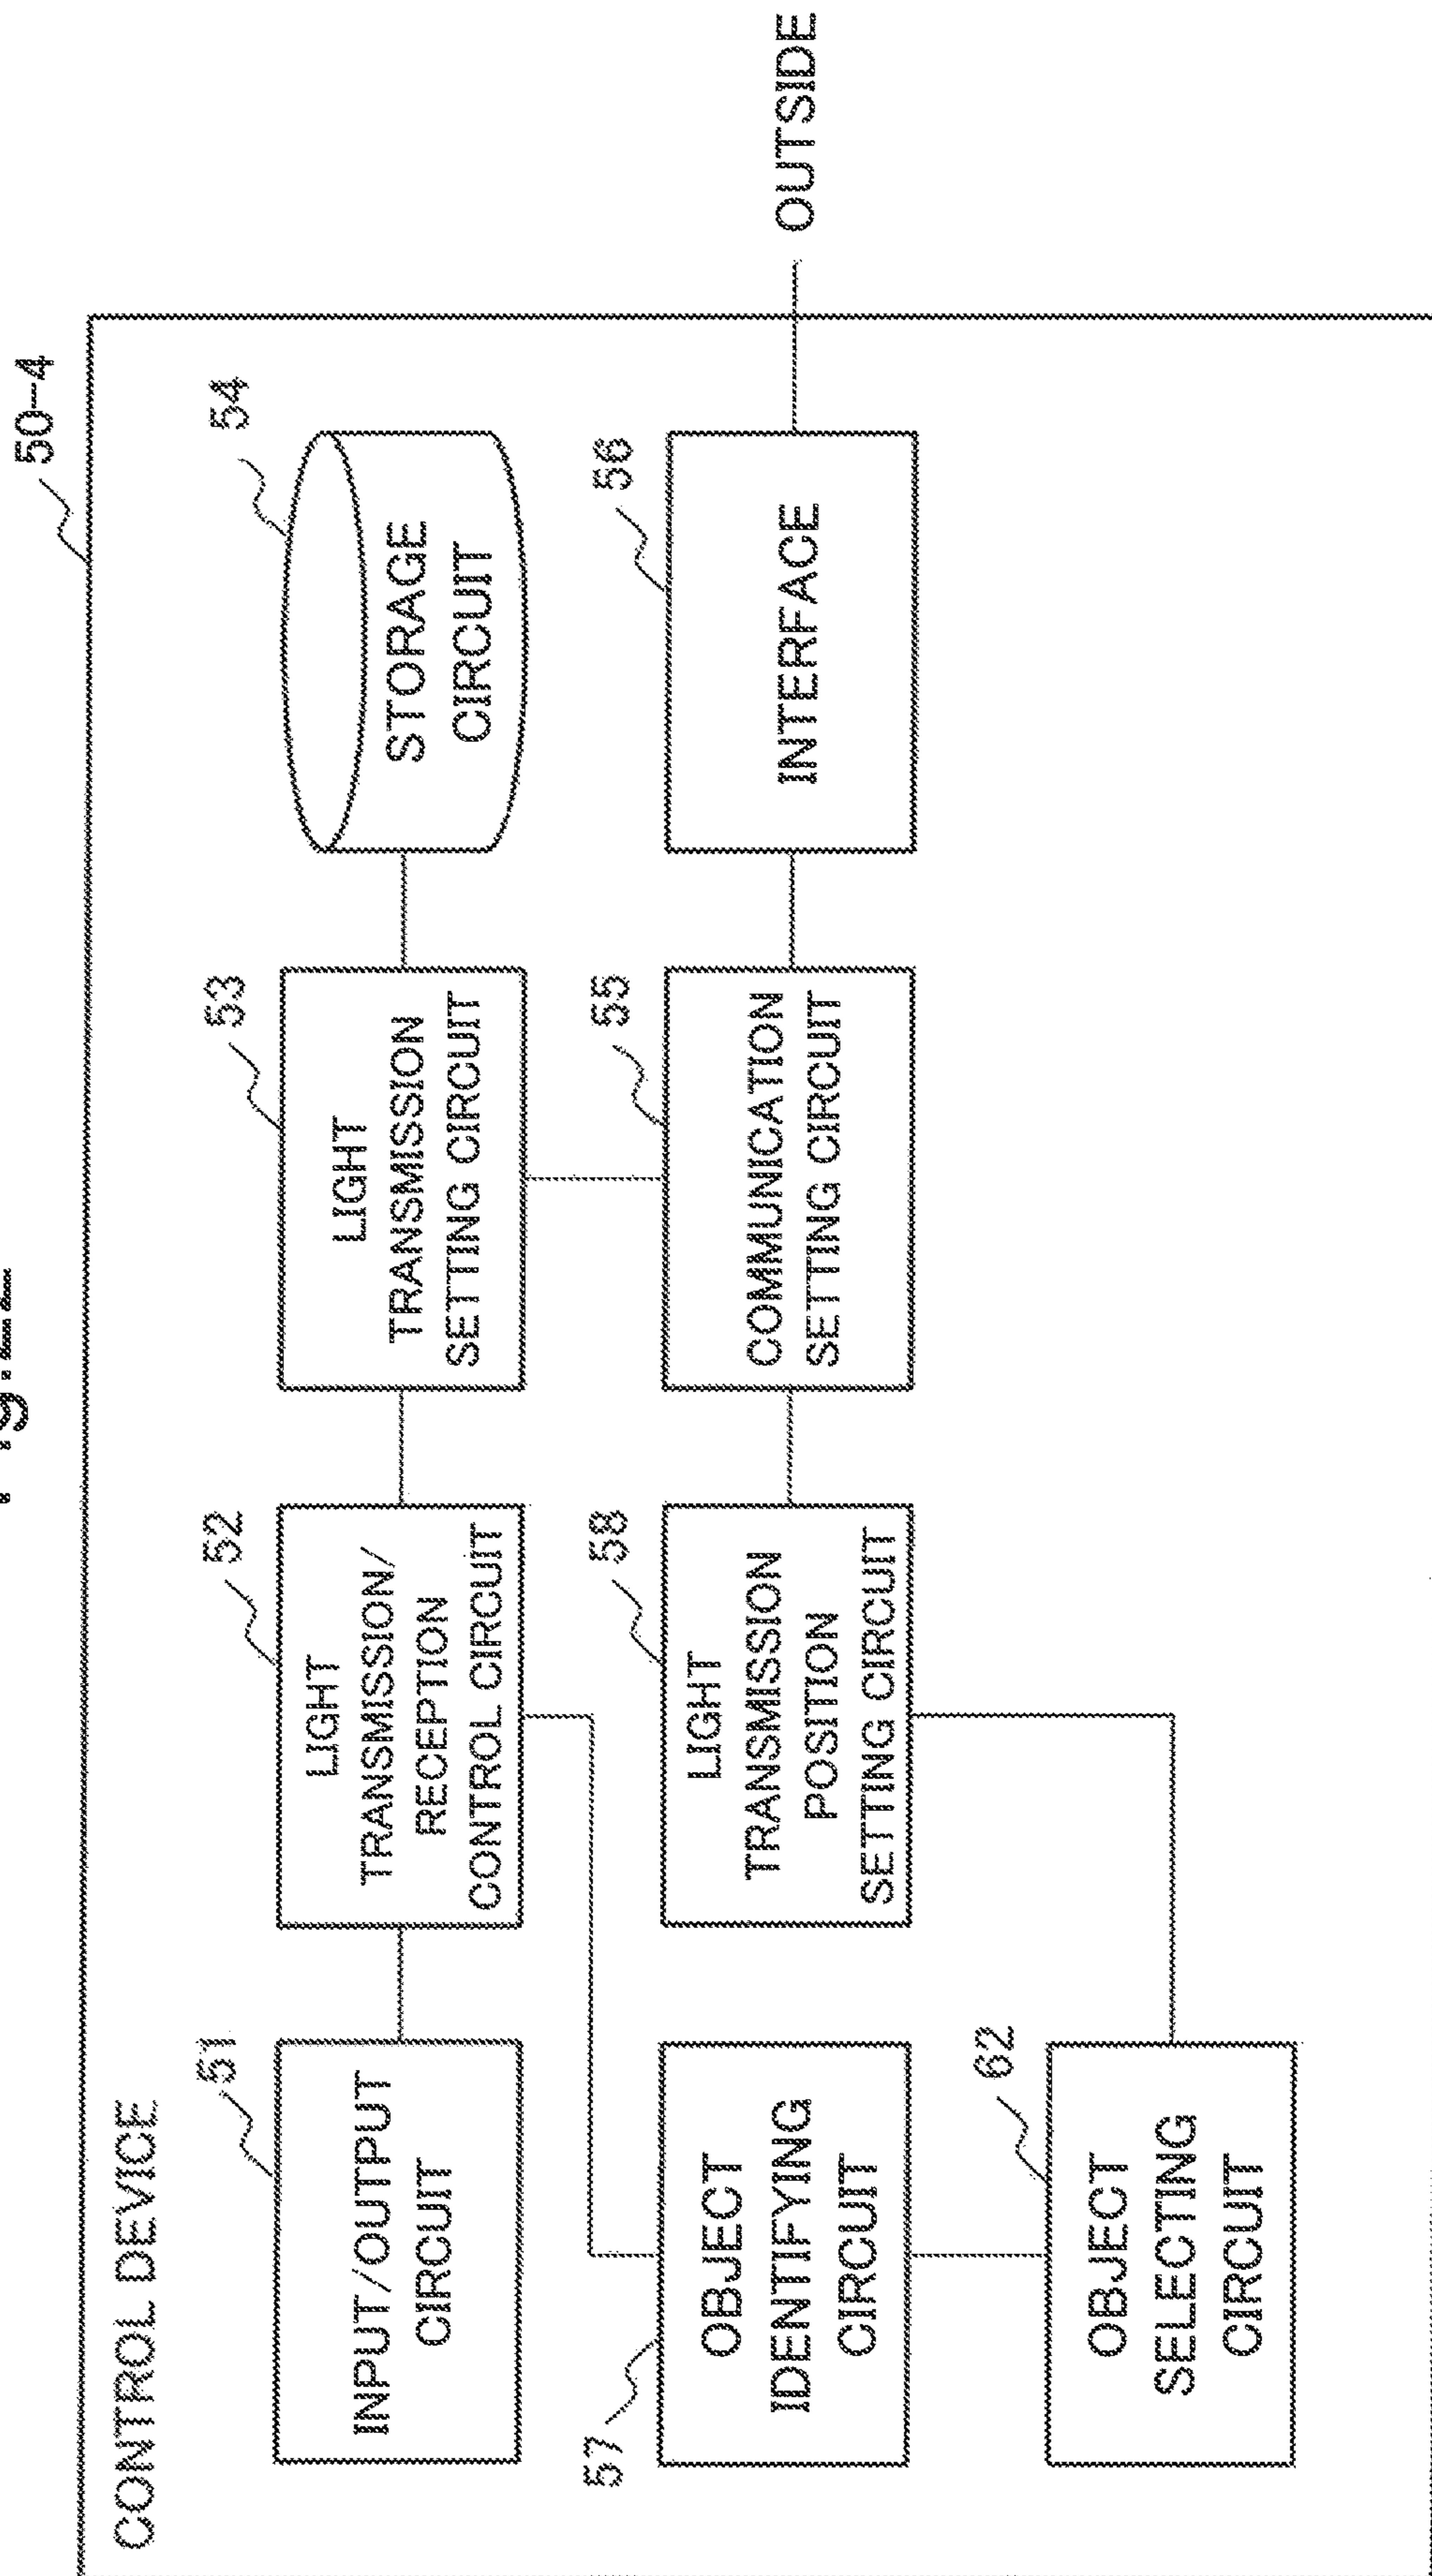 50-4
CONTROL DEVICE
51
INPUT/OUTPUT
CIRCUIT
52
LIGHT
TRANSMISSION/
RECEPTION
CONTROL CIRCUIT
53
LIGHT
TRANSMISSION
SETTING CIRCUIT
54
STORAGE
CIRCUIT
57
OBJECT
IDENTIFYING
CIRCUIT
58
LIGHT
TRANSMISSION
POSITION
SETTING CIRCUIT
55
COMMUNICATION
SETTING CIRCUIT
56
INTERFACE
OUTSIDE
62
OBJECT
SELECTING
CIRCUIT